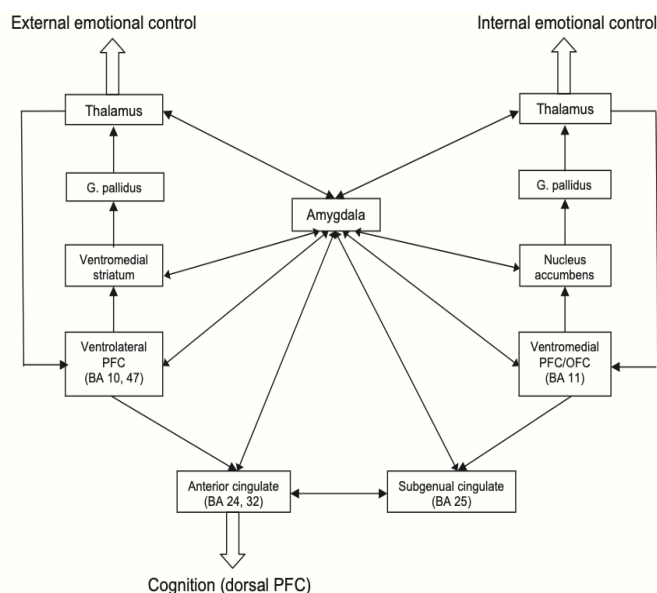 External emotional control
Internal emotional control
Thalamus
Thalamus
G. pallidus
G. pallidus
Amygdala
Ventromedial
striatum
Nucleus
accumbens
Ventrolateral
PFC
(BA 10, 47)
Ventromedial
PFC/OFC
(BA 11)
Anterior cingulate
(BA 24, 32)
Subgenual cingulate
(BA 25)
Cognition (dorsal PFC)